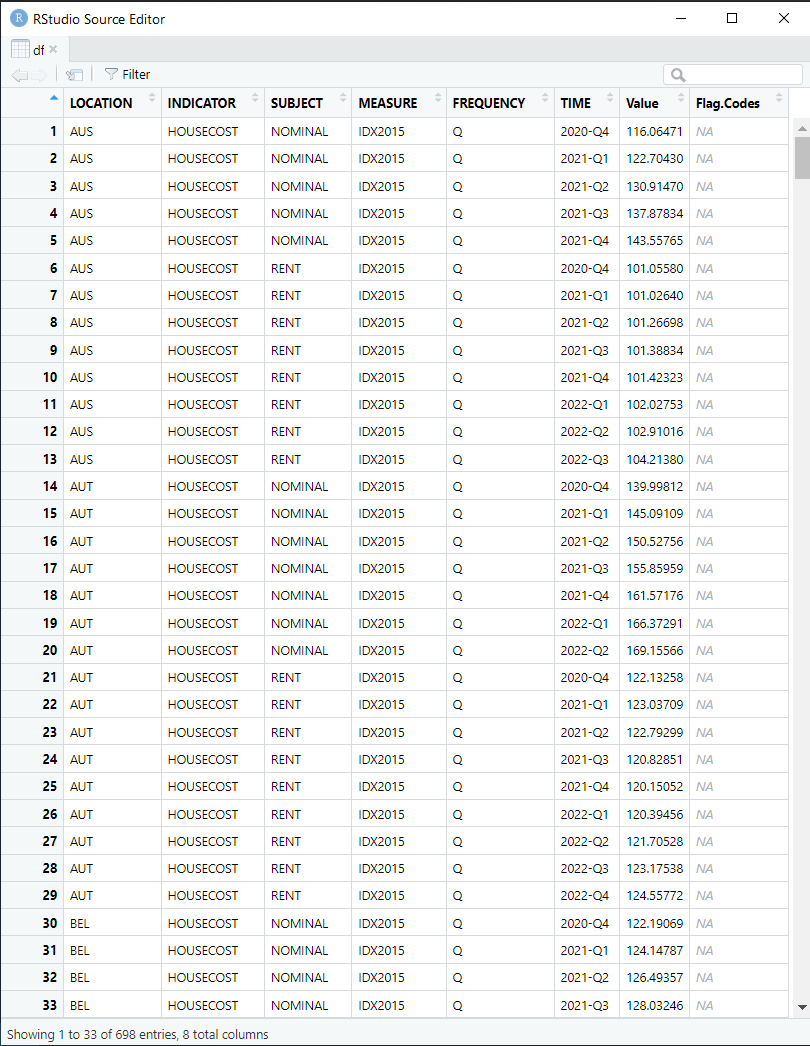 RStudio Source Editor
df
Filter
LOCATION INDICATOR SUBJECT MEASURE FREQUENCY TIME Value Flag.Codes
1 AUS HOUSECOST NOMINAL IDX2015 Q 2020-Q4 116.06471 NA
2 AUS HOUSECOST NOMINAL IDX2015 Q 2021-Q1 122.70430 NA
3 AUS HOUSECOST NOMINAL IDX2015 Q 2021-Q2 130.91470 NA
4 AUS HOUSECOST NOMINAL IDX2015 Q 2021-Q3 137.87834 NA
5 AUS HOUSECOST NOMINAL IDX2015 Q 2021-Q4 143.55765 NA
6 AUS HOUSECOST RENT IDX2015 Q 2020-Q4 101.05580 NA
7 AUS HOUSECOST RENT IDX2015 Q 2021-Q1 101.02640 NA
8 AUS HOUSECOST RENT IDX2015 Q 2021-Q2 101.26698 NA
9 AUS HOUSECOST RENT IDX2015 Q 2021-Q3 101.38834 NA
10 AUS HOUSECOST RENT IDX2015 Q 2021-Q4 101.42323 NA
11 AUS HOUSECOST RENT IDX2015 Q 2022-Q1 102.02753 NA
12 AUS HOUSECOST RENT IDX2015 Q 2022-Q2 102.91016 NA
13 AUS HOUSECOST RENT IDX2015 Q 2022-Q3 104.21380 NA
14 AUT HOUSECOST NOMINAL IDX2015 Q 2020-Q4 139.99812 NA
15 AUT HOUSECOST NOMINAL IDX2015 Q 2021-Q1 145.09109 NA
16 AUT HOUSECOST NOMINAL IDX2015 Q 2021-Q2 150.52756 NA
17 AUT HOUSECOST NOMINAL IDX2015 Q 2021-Q3 155.85959 NA
18 AUT HOUSECOST NOMINAL IDX2015 Q 2021-Q4 161.57176 NA
19 AUT HOUSECOST NOMINAL IDX2015 Q 2022-Q1 166.37291 NA
20 AUT HOUSECOST NOMINAL IDX2015 Q 2022-Q2 169.15566 NA
21 AUT HOUSECOST RENT IDX2015 Q 2020-Q4 122.13258 NA
22 AUT HOUSECOST RENT IDX2015 Q 2021-Q1 123.03709 NA
23 AUT HOUSECOST RENT IDX2015 Q 2021-Q2 122.79299 NA
24 AUT HOUSECOST RENT IDX2015 Q 2021-Q3 120.82851 NA
25 AUT HOUSECOST RENT IDX2015 Q 2021-Q4 120.15052 NA
26 AUT HOUSECOST RENT IDX2015 Q 2022-Q1 120.39456 NA
27 AUT HOUSECOST RENT IDX2015 Q 2022-Q2 121.70528 NA
28 AUT HOUSECOST RENT IDX2015 Q 2022-Q3 123.17538 NA
29 AUT HOUSECOST RENT IDX2015 Q 2022-Q4 124.55772 NA
30 BEL HOUSECOST NOMINAL IDX2015 Q 2020-Q4 122.19069 NA
31 BEL HOUSECOST NOMINAL IDX2015 Q 2021-Q1 124.14787 NA
32 BEL HOUSECOST NOMINAL IDX2015 Q 2021-Q2 126.49357 NA
33 BEL HOUSECOST NOMINAL IDX2015 Q 2021-Q3 128.03246 NA
Showing 1 to 33 of 698 entries, 8 total columns